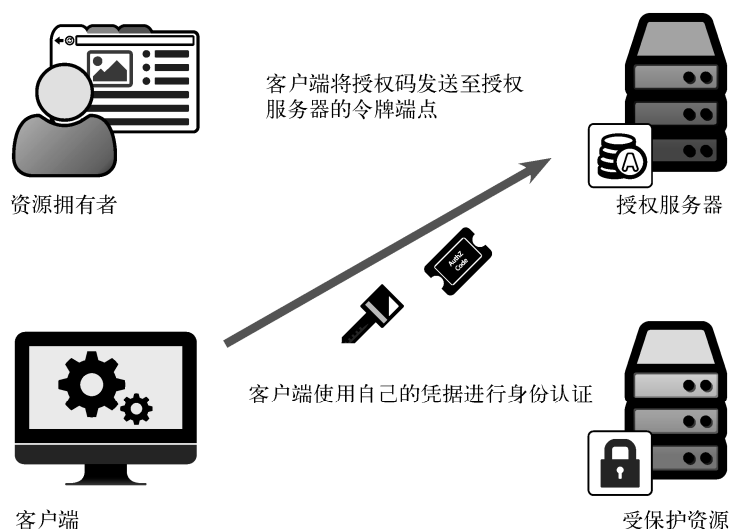 客户端将授权码发送至授权
服务器的令牌端点
资源拥有者
授权服务器
A
AuthZ
Code
客户端使用自己的凭据进行身份认证
客户端
受保护资源